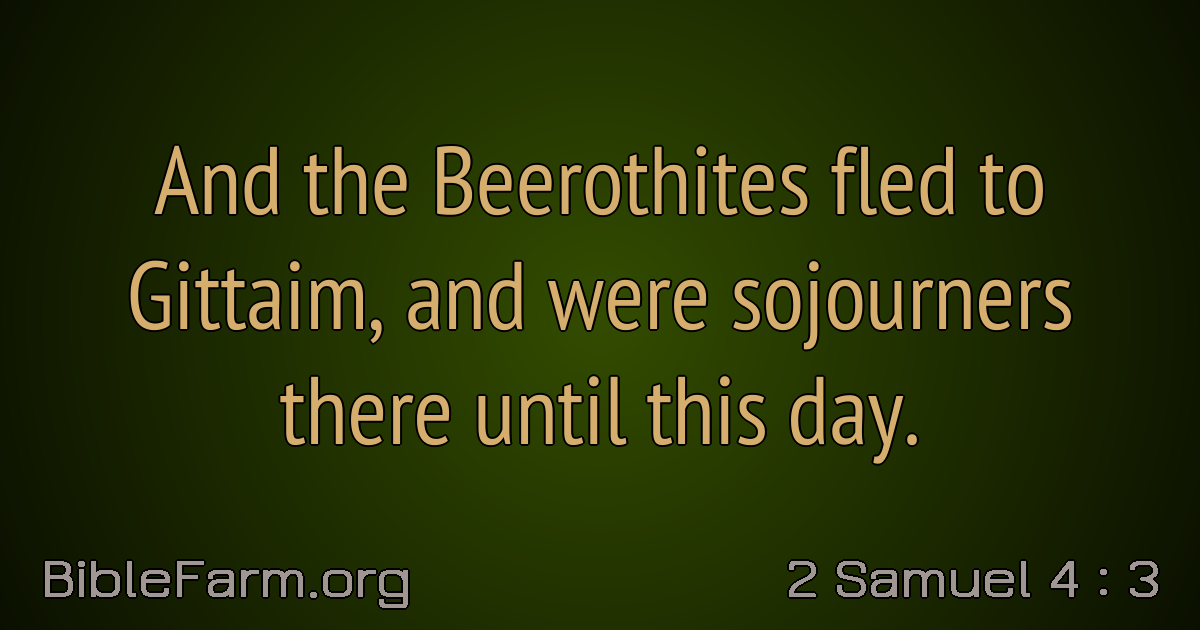 And the Beerothites fled to
Gittaim, and were sojourners
there until this day.
BibleFarm.org
2 Samuel 4 : 3